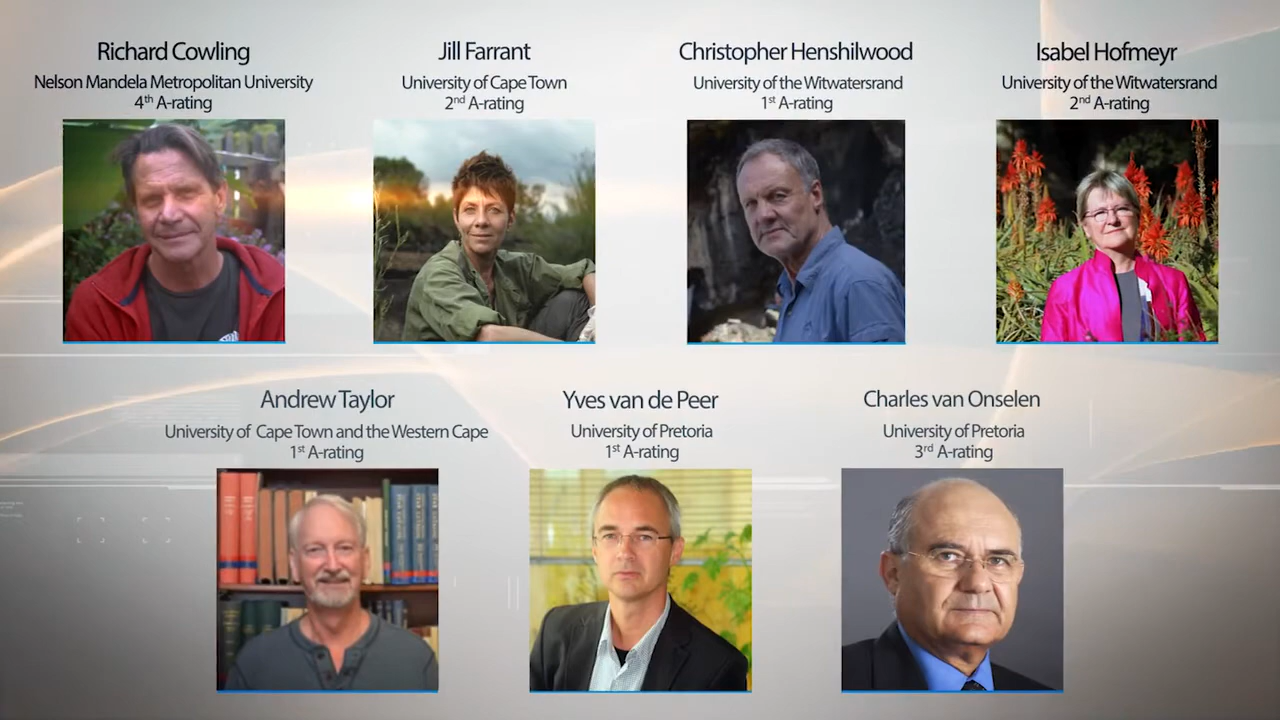 Richard Cowling
Nelson Mandela Metropolitan University
4th A-rating
Jill Farrant
University of Cape Town
2nd A-rating
Christopher Henshilwood
University of the Witwatersrand
1st A-rating
Isabel Hofmeyr
University of the Witwatersrand
2nd A-rating
Andrew Taylor
University of Cape Town and the Western Cape
1st A-rating
Yves van de Peer
University of Pretoria
1st A-rating
Charles van Onselen
University of Pretoria
3rd A-rating